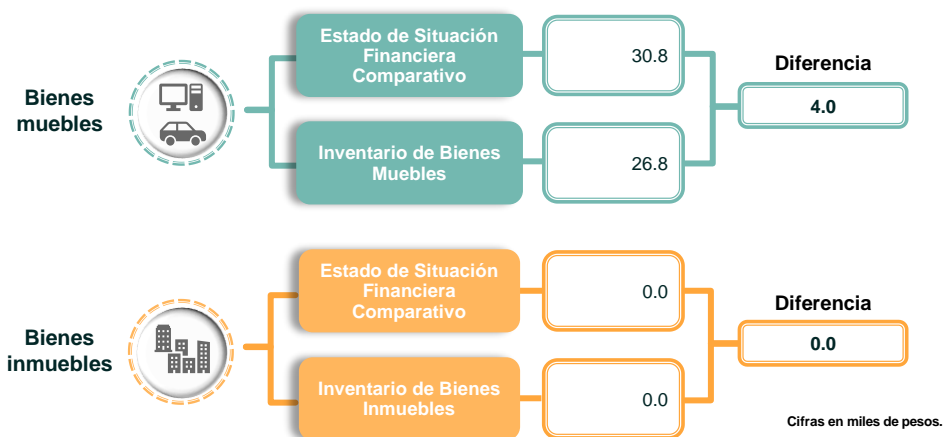 Bienes
muebles
Estado de Situación
Financiera
Comparativo
30.8
Inventario de Bienes
Muebles
26.8
Diferencia
4.0
Bienes
inmuebles
Estado de Situación
Financiera
Comparativo
0.0
Inventario de Bienes
Inmuebles
0.0
Diferencia
0.0
Cifras en miles de pesos.